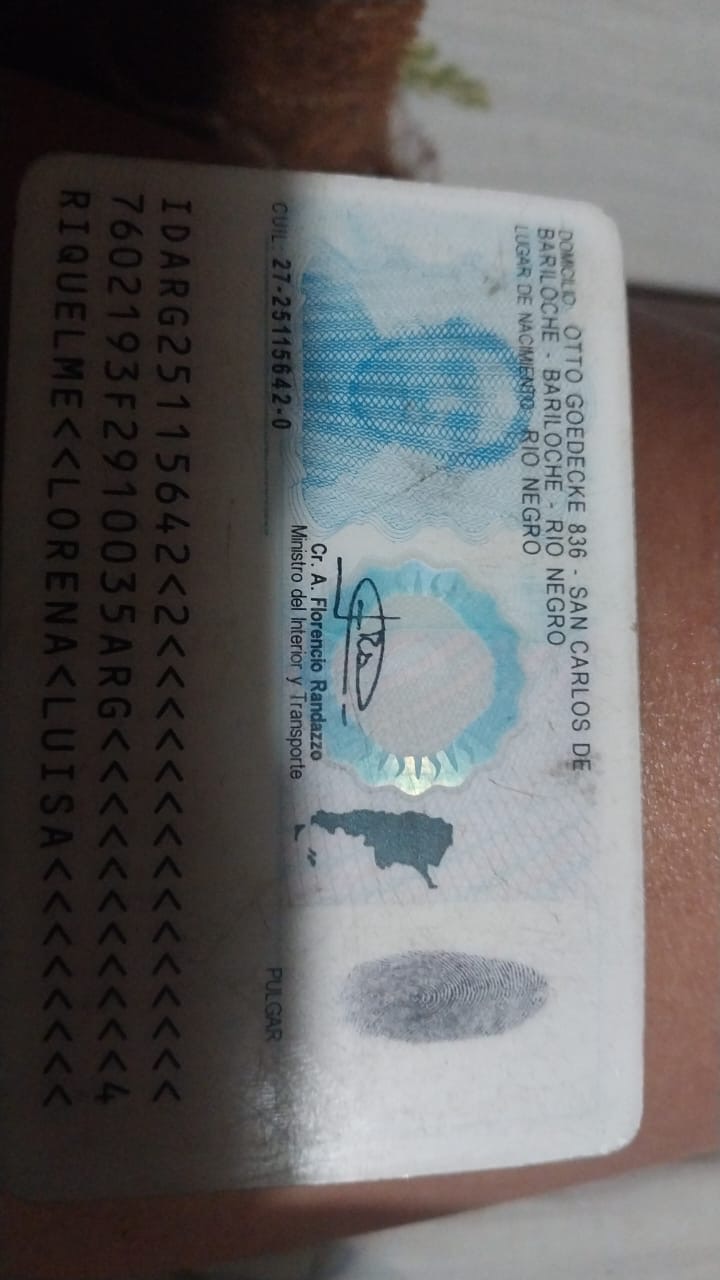 DOMICILIO: OTTO GOEDECKE 836 - SAN CARLOS DE
BARILOCHE - BARILOCHE - RIO NEGRO
LUGAR DE NACIMIENTO: RIO NEGRO
Cr. A. Florencio Randazzo
Ministro del Interior y Transporte
CUIL: 27-25115642-0
PULGAR
IDARG25115642<2<<<<<<<<<<<<<<<
7602193F2910035ARG<<<<<<<<<<<4
RIQUELME<<LORENA<LUISA<<<<<<<<